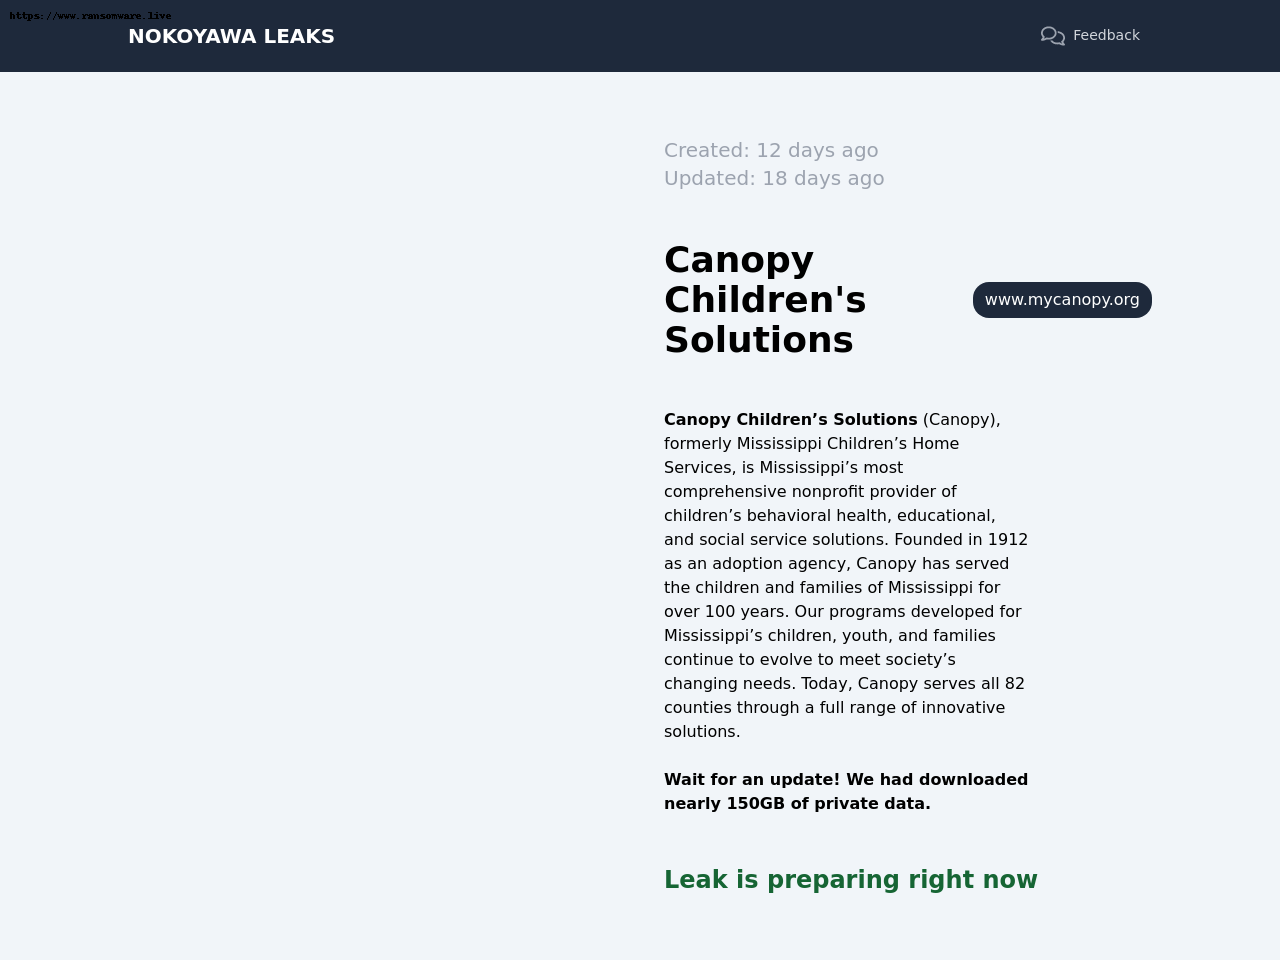 https://www.ransomware.live
NOKOYAWA LEAKS
Feedback
Created: 12 days ago
Updated: 18 days ago
Canopy
Children's
Solutions
www.mycanopy.org
Canopy Children’s Solutions (Canopy),
formerly Mississippi Children’s Home
Services, is Mississippi’s most
comprehensive nonprofit provider of
children’s behavioral health, educational,
and social service solutions. Founded in 1912
as an adoption agency, Canopy has served
the children and families of Mississippi for
over 100 years. Our programs developed for
Mississippi’s children, youth, and families
continue to evolve to meet society’s
changing needs. Today, Canopy serves all 82
counties through a full range of innovative
solutions.
Wait for an update! We had downloaded
nearly 150GB of private data.
Leak is preparing right now